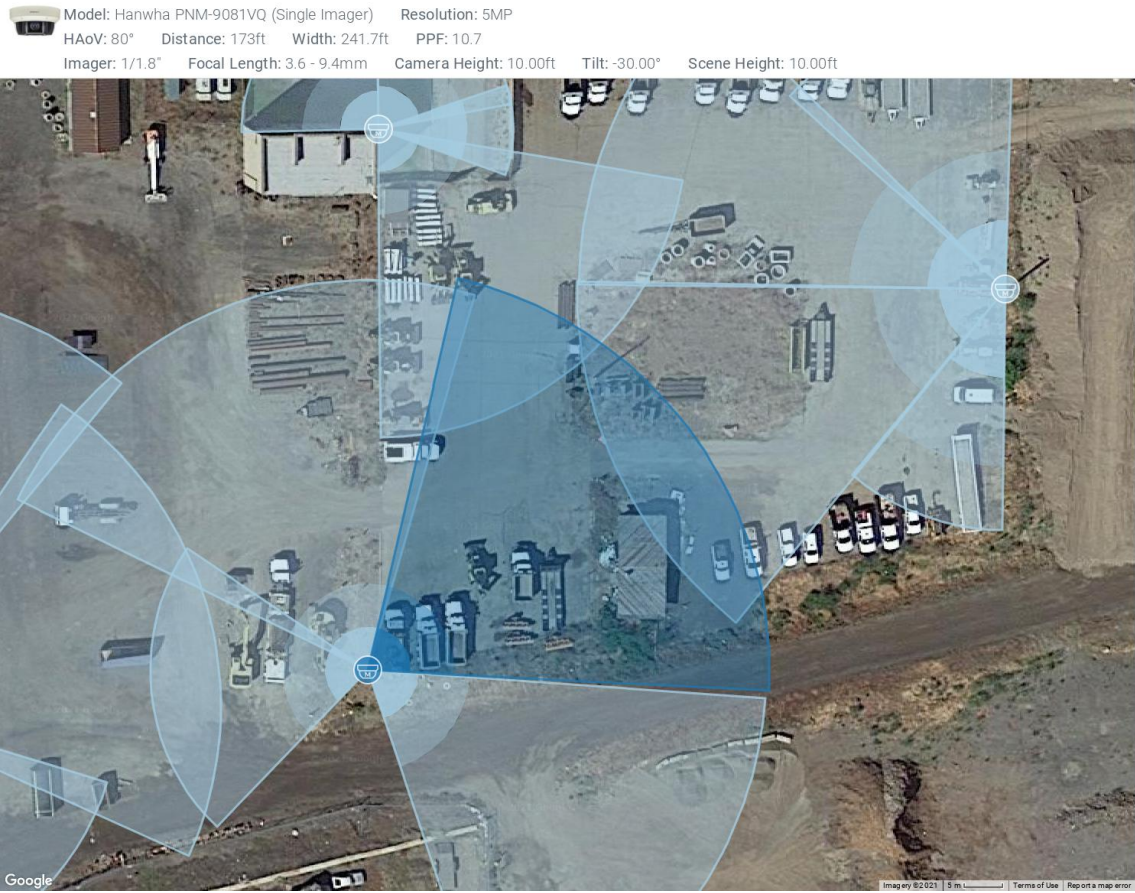 Model: Hanwha PNM-9081VQ (Single Imager) Resolution: 5MP
HAoV: 80° Distance: 173ft Width: 241.7ft PPF: 10.7
Imager: 1/1.8" Focal Length: 3.6 - 9.4mm Camera Height: 10.00ft Tilt: -30.00° Scene Height: 10.00ft
M
M
M
Google
Imagery ©2021 5 m Terms of Use Report a map error